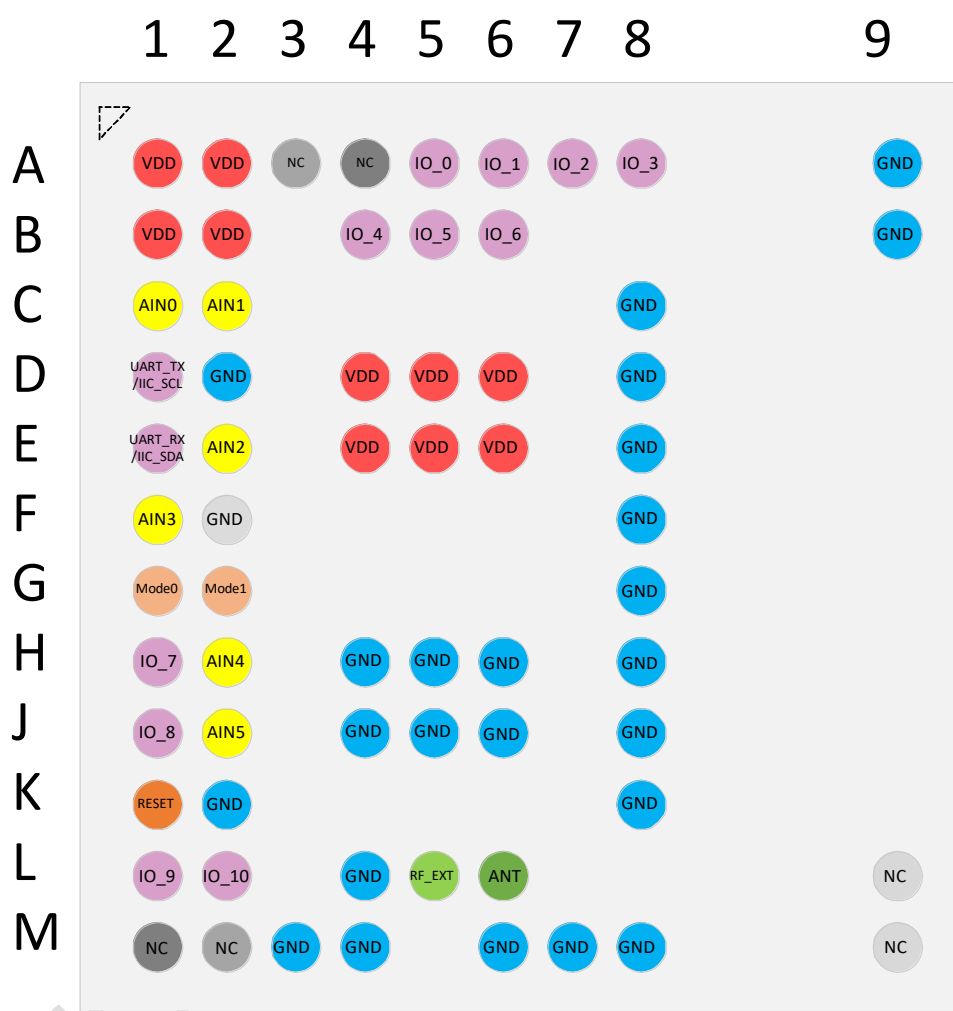 1 2 3 4 5 6 7 8 9
A VDD VDD NC NC IO_0 IO_1 IO_2 IO_3 GND
B VDD VDD IO_4 IO_5 IO_6 GND
C AIN0 AIN1 GND
D UART_TX
/IIC_SCL GND VDD VDD VDD GND
E UART_RX
/IIC_SDA AIN2 VDD VDD VDD GND
F AIN3 GND GND
G Mode0 Mode1 GND
H IO_7 AIN4 GND GND GND GND
J IO_8 AIN5 GND GND GND GND
K RESET GND GND
L IO_9 IO_10 GND RF_EXT ANT NC
M NC NC GND GND GND GND GND NC